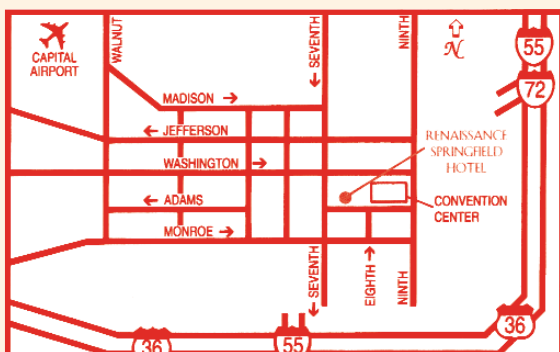 CAPITAL
AIRPORT
WALNUT
SEVENTH
NINTH
N
55
72
MADISON
JEFFERSON
RENAISSANCE
SPRINGFIELD
HOTEL
WASHINGTON
ADAMS
CONVENTION
CENTER
MONROE
SEVENTH
EIGHTH
NINTH
36
36
55